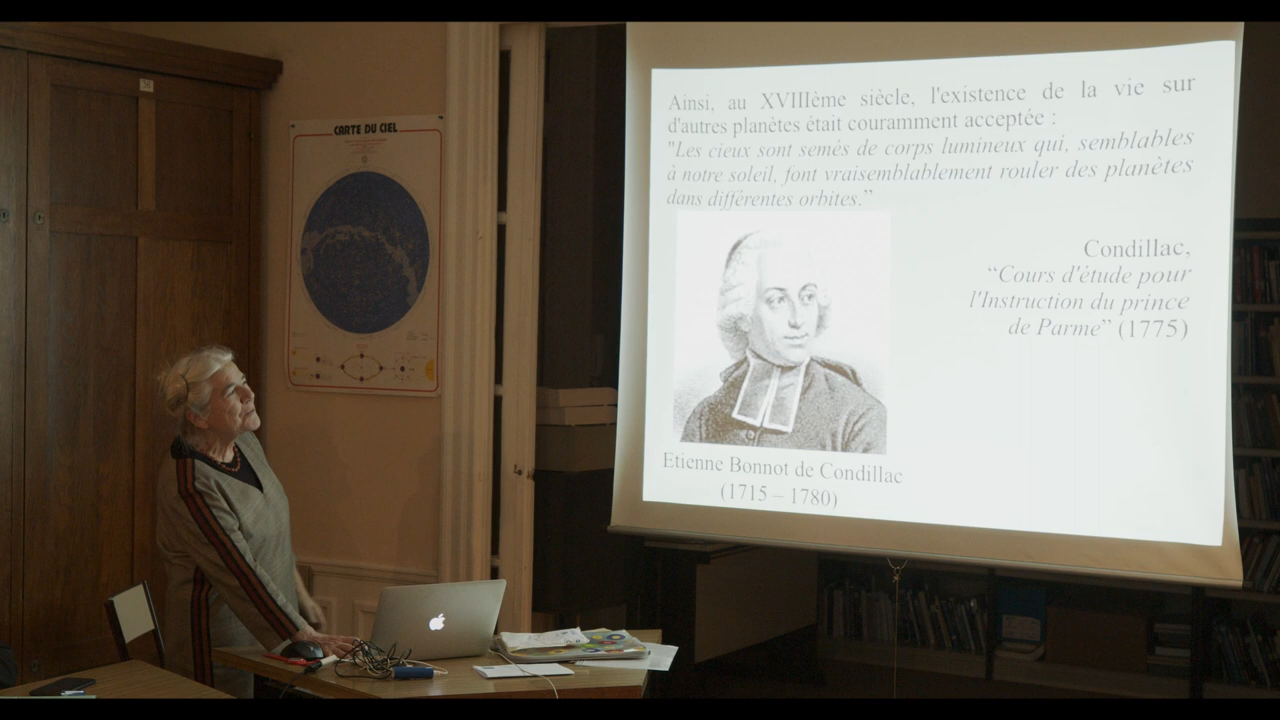 CARTE DU CIEL
Ainsi, au XVIIIème siècle, l'existence de la vie sur
d'autres planètes était couramment acceptée :
"Les cieux sont semés de corps lumineux qui, semblables
à notre soleil, font vraisemblablement rouler des planètes
dans différentes orbites.”
Condillac,
“Cours d'étude pour
l'Instruction du prince
de Parme” (1775)
Etienne Bonnot de Condillac
(1715 – 1780)